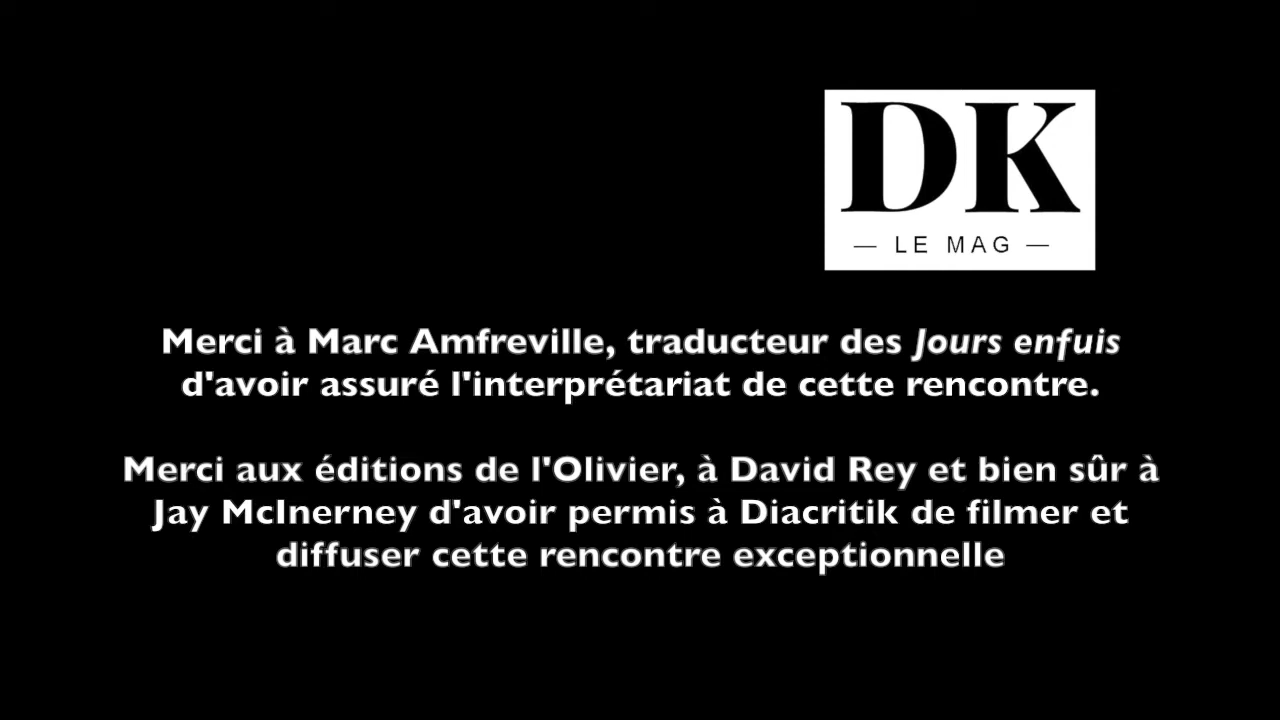 DK
— LE MAG —
Merci à Marc Amfreville, traducteur des Jours enfuis
d'avoir assuré l'interprétariat de cette rencontre.
Merci aux éditions de l'Olivier, à David Rey et bien sûr à
Jay McInerney d'avoir permis à Diacritik de filmer et
diffuser cette rencontre exceptionnelle